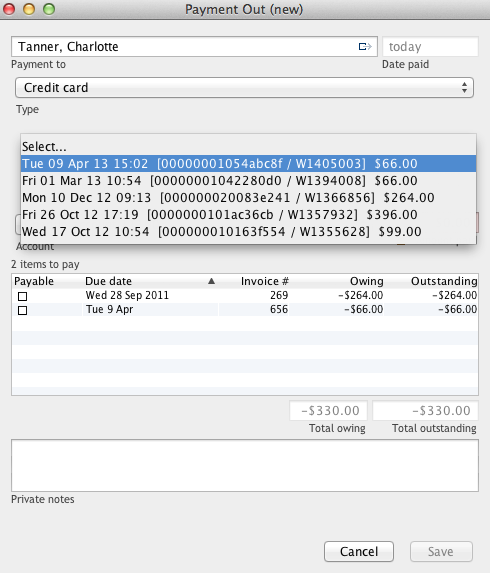 Payment Out (new)
Tanner, Charlotte today
Payment to Date paid
Credit card
Type
Select...
Tue 09 Apr 13 15:02 [00000001054abc8f / W1405003] $66.00
Fri 01 Mar 13 10:54 [00000001042280d0 / W1394008] $66.00
Mon 10 Dec 12 09:13 [000000020083e241 / W1366856] $264.00
Fri 26 Oct 12 17:19 [000000101ac36cb / W1357932] $396.00
Wed 17 Oct 12 10:54 [00000010163f554 / W1355628] $99.00
Account
2 items to pay
Payable Due date Invoice # Owing Outstanding
Wed 28 Sep 2011 269 -$264.00 -$264.00
Tue 9 Apr 656 -$66.00 -$66.00
-$330.00 -$330.00
Total owing Total outstanding
Private notes
Cancel Save